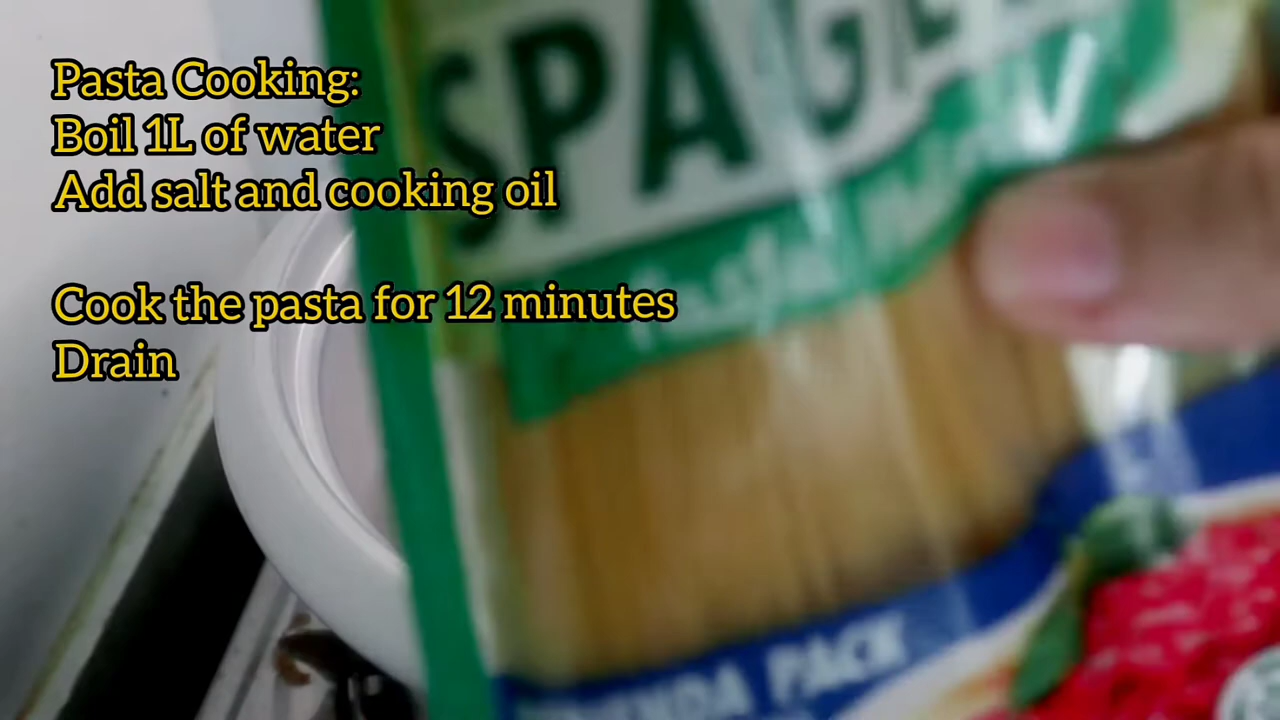 Pasta Cooking:
Boil 1L of water
Add salt and cooking oil
Cook the pasta for 12 minutes
Drain
Pasta
PACK